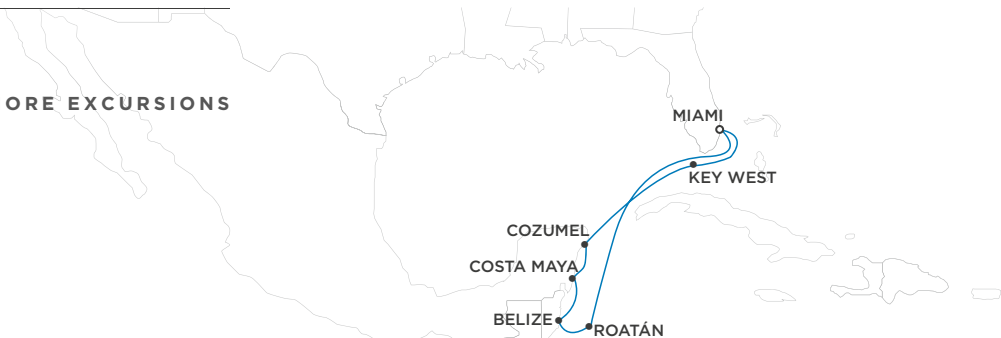 ORE EXCURSIONS
MIAMI
KEY WEST
COZUMEL
COSTA MAYA
BELIZE
ROATÁN